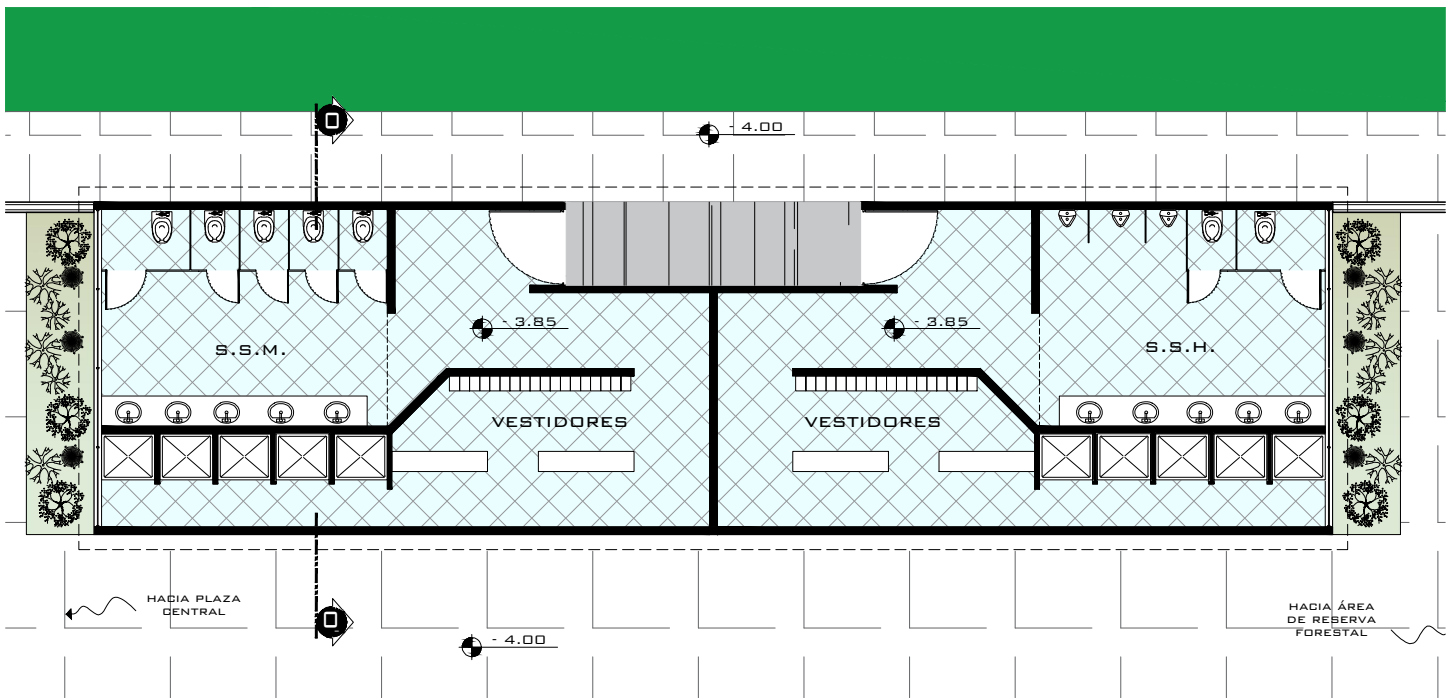 - 4.00
- 3.85
- 3.85
S.S.M.
S.S.H.
VESTIDORES
VESTIDORES
HACIA PLAZA
CENTRAL
HACIA ÁREA
DE RESERVA
FORESTAL
- 4.00